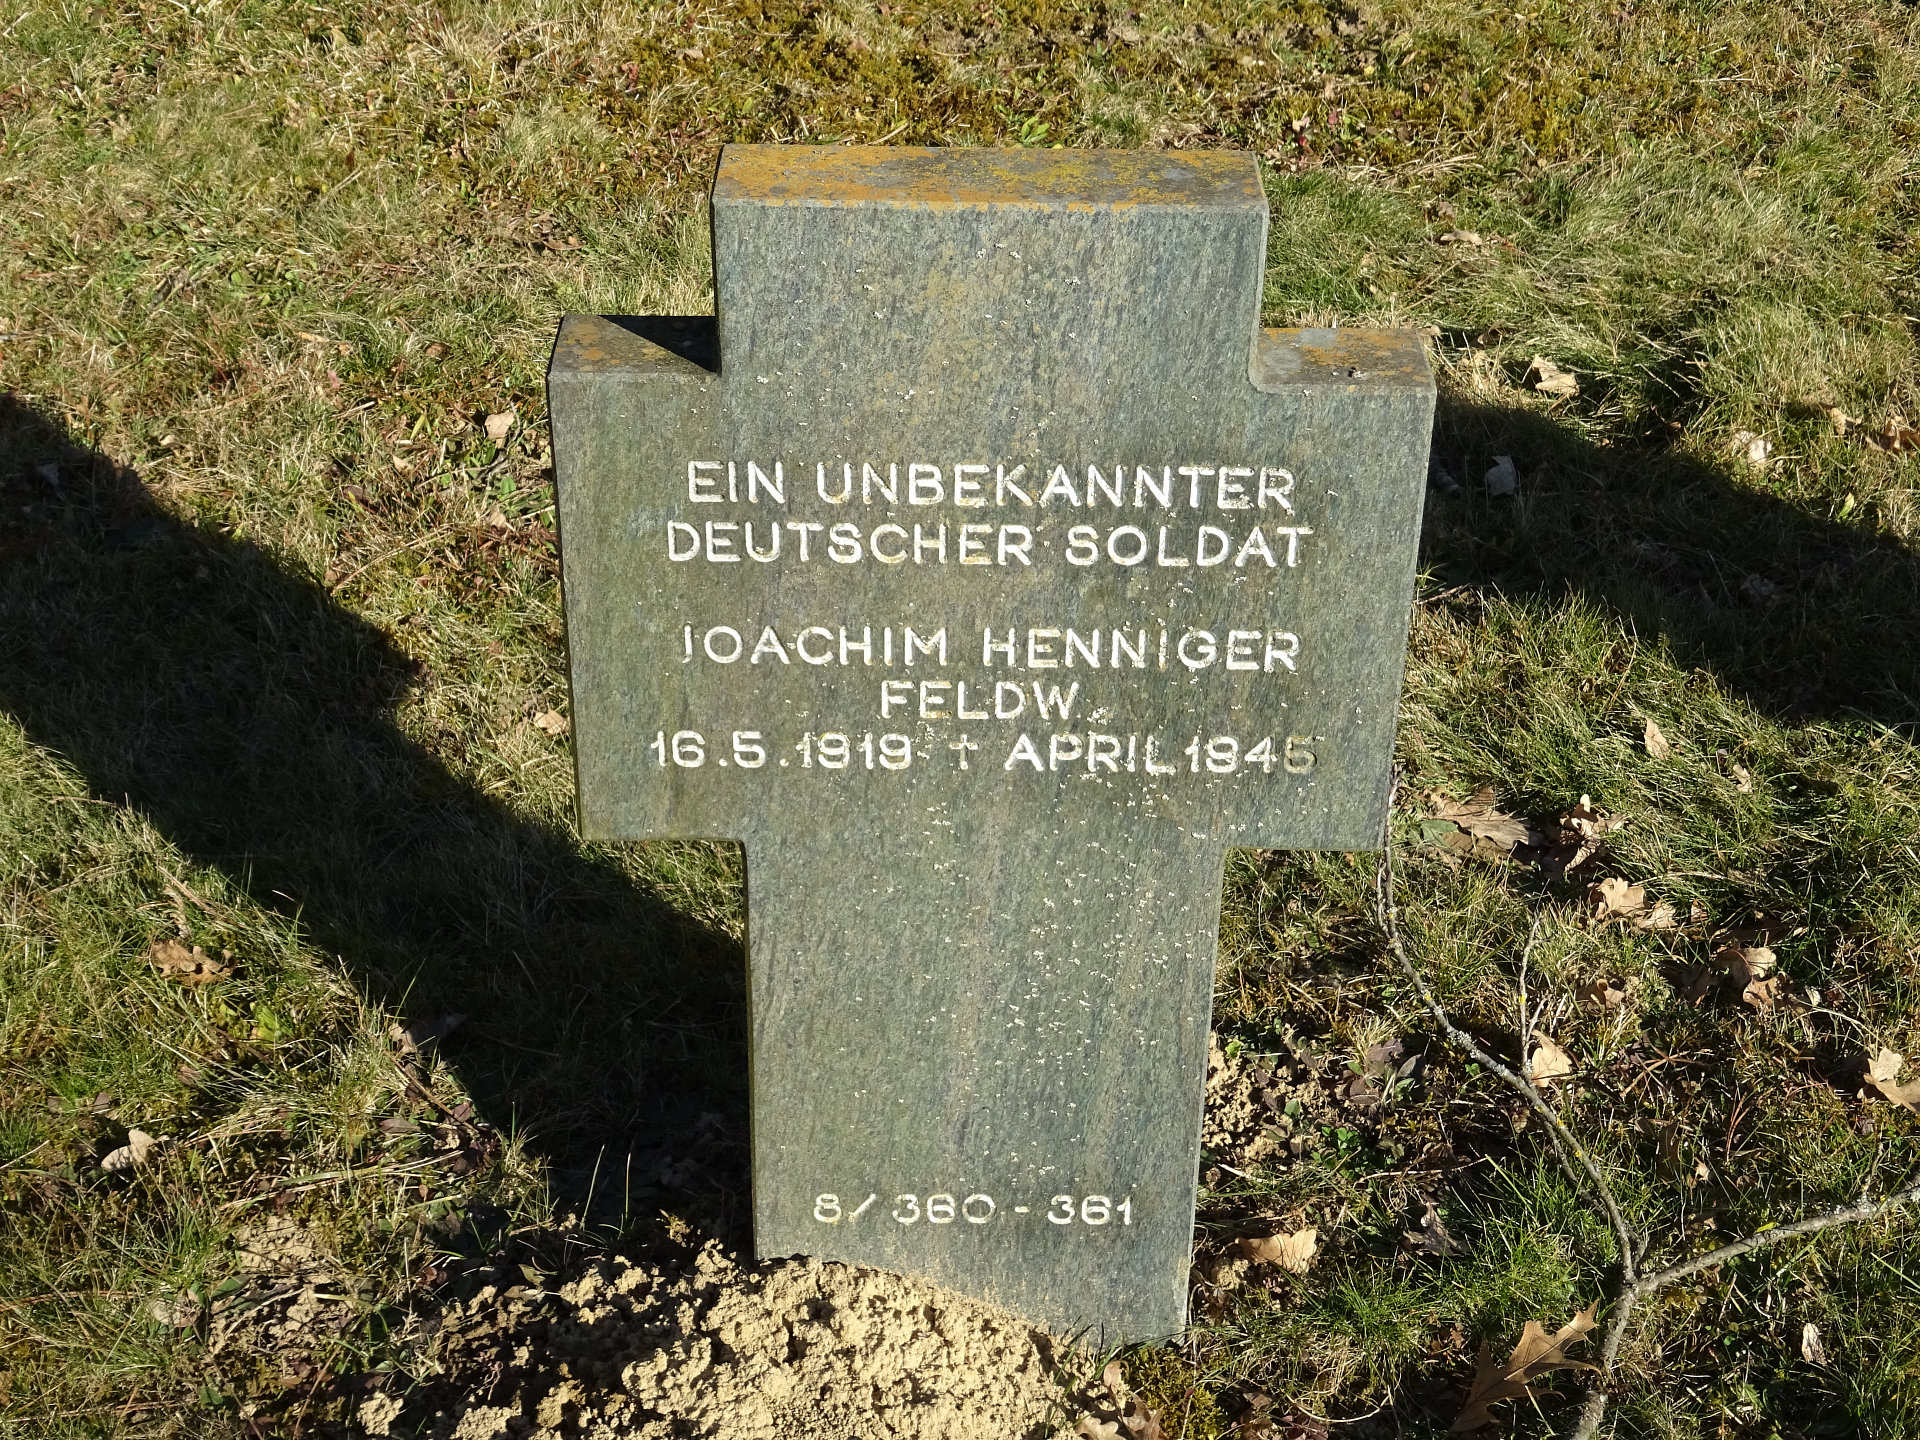 EIN UNBEKANNTER
DEUTSCHER SOLDAT
JOACHIM HENNIGER
FELDW.
16.5.1919 † APRIL 1945
8/360-361